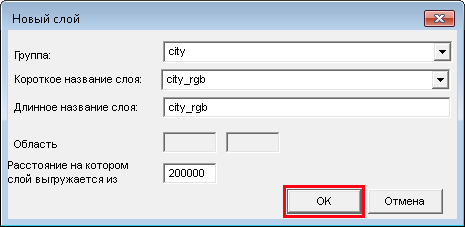 Новый слой
Группа: city
Короткое название слоя: city_rgb
Длинное название слоя: city_rgb
Область
Расстояние на котором
слой выгружается из 200000
OK Отмена